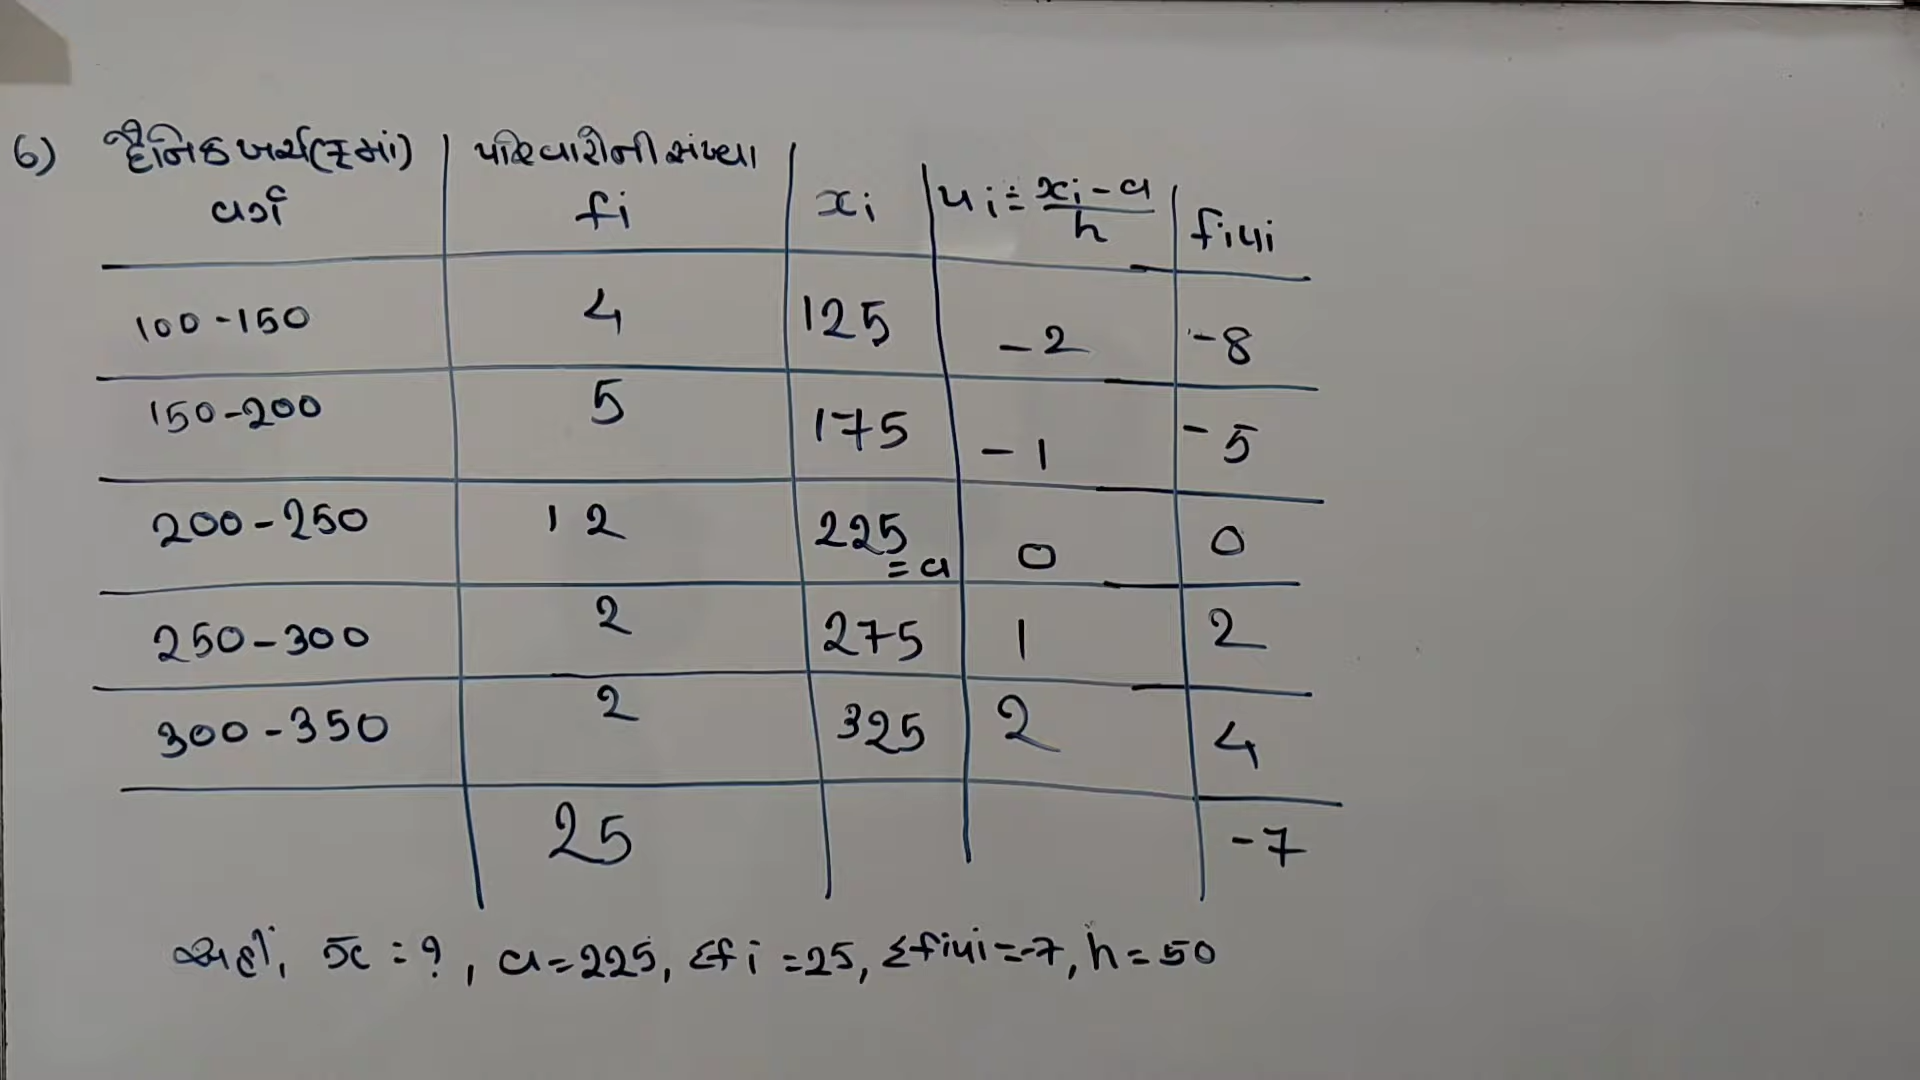 6) દૈનિક ખર્ચ(₹માં) પરિવારોની સંખ્યા
વર્ગ fi xi ui = xi - a / h fiui
100-150 4 125 -2 -8
150-200 5 175 -1 -5
200-250 12 225 = a 0 0
250-300 2 275 1 2
300-350 2 325 2 4
25 -7
અહીં, x̄ = ?, a=225, Σfi =25, Σfiui=-7, h=50